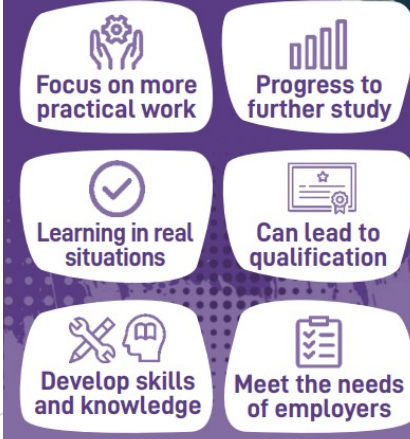 Focus on more
practical work
Progress to
further study
Learning in real
situations
Can lead to
qualification
Develop skills
and knowledge
Meet the needs
of employers